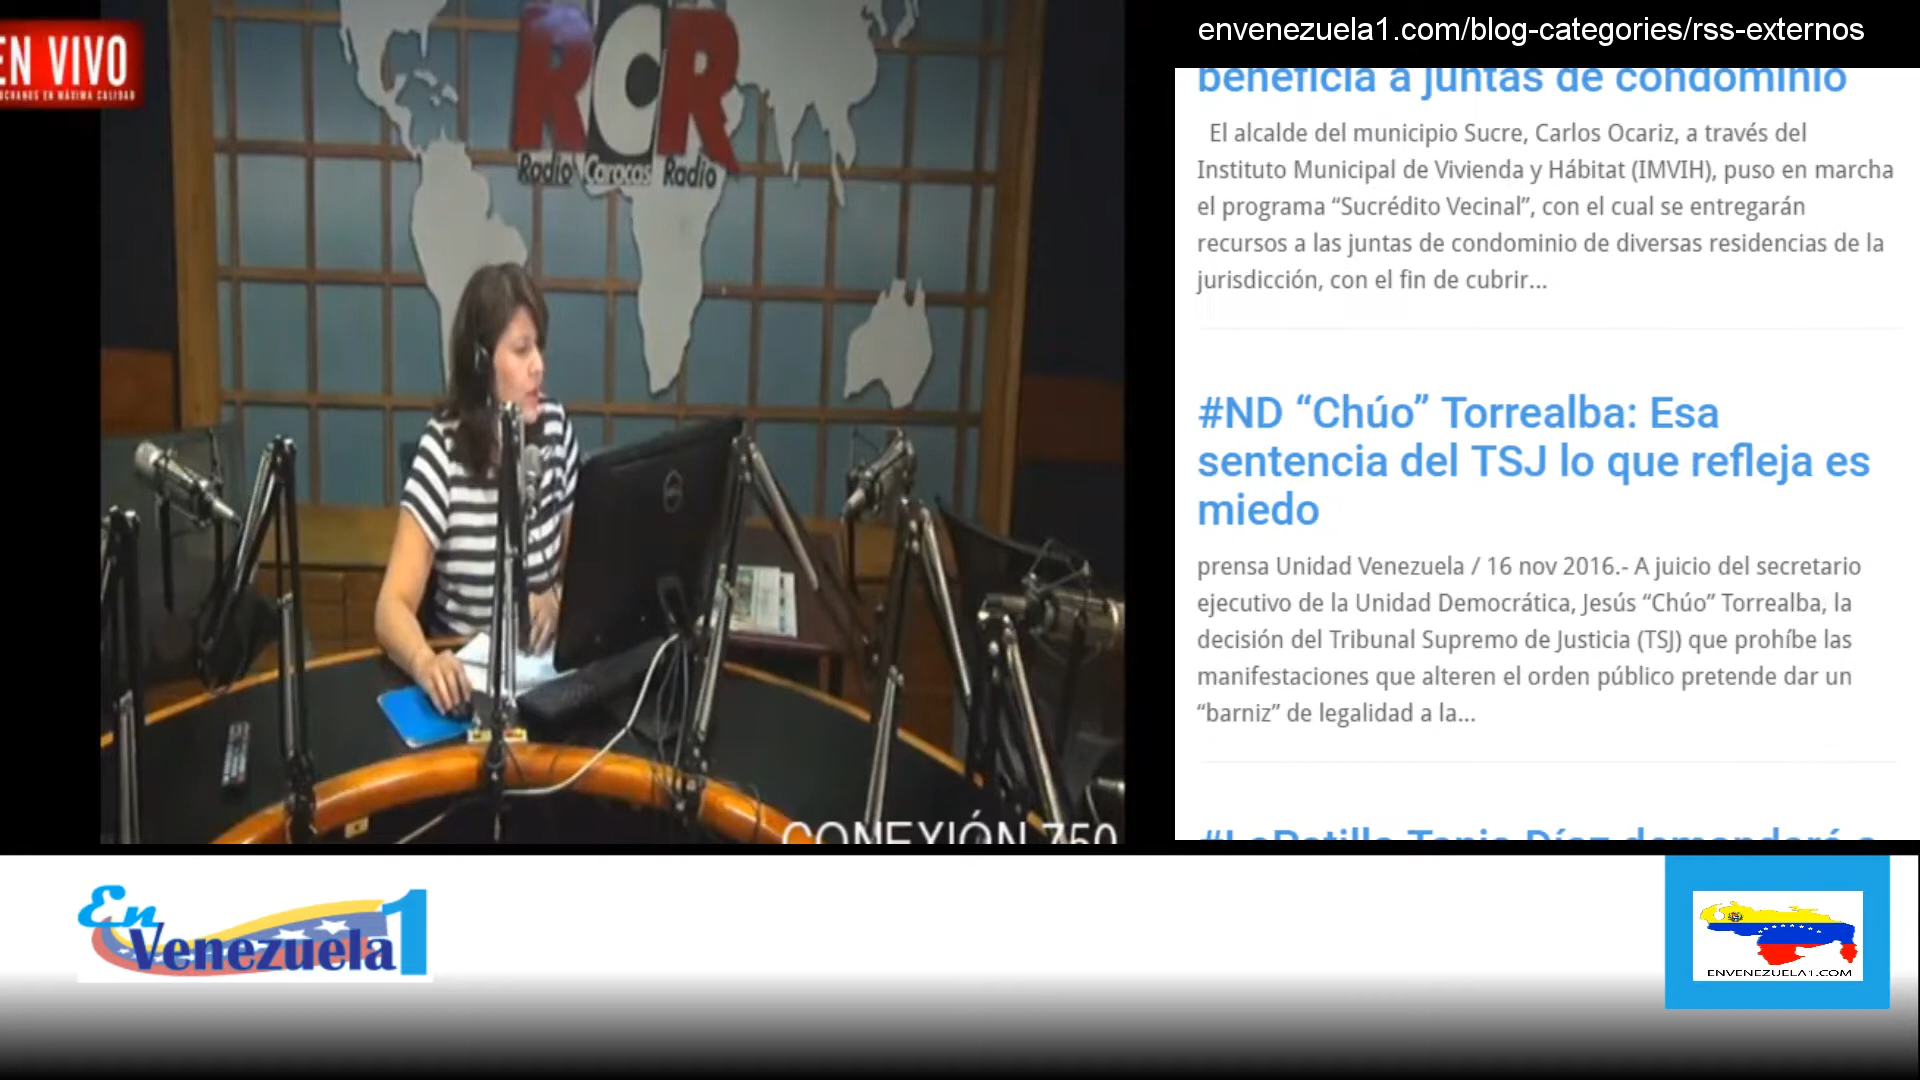 EN VIVO
RCR
Radio Caracas Radio
CONEXIÓN 750
envenezuela1.com/blog-categories/rss-externos
beneficia a juntas de condominio
El alcalde del municipio Sucre, Carlos Ocariz, a través del
Instituto Municipal de Vivienda y Hábitat (IMVIH), puso en marcha
el programa “Sucrédito Vecinal”, con el cual se entregarán
recursos a las juntas de condominio de diversas residencias de la
jurisdicción, con el fin de cubrir...
#ND “Chúo” Torrealba: Esa
sentencia del TSJ lo que refleja es
miedo
prensa Unidad Venezuela / 16 nov 2016.- A juicio del secretario
ejecutivo de la Unidad Democrática, Jesús “Chúo” Torrealba, la
decisión del Tribunal Supremo de Justicia (TSJ) que prohíbe las
manifestaciones que alteren el orden público pretende dar un
“barniz” de legalidad a la...
En
Venezuela1
ENVENEZUELA1.COM